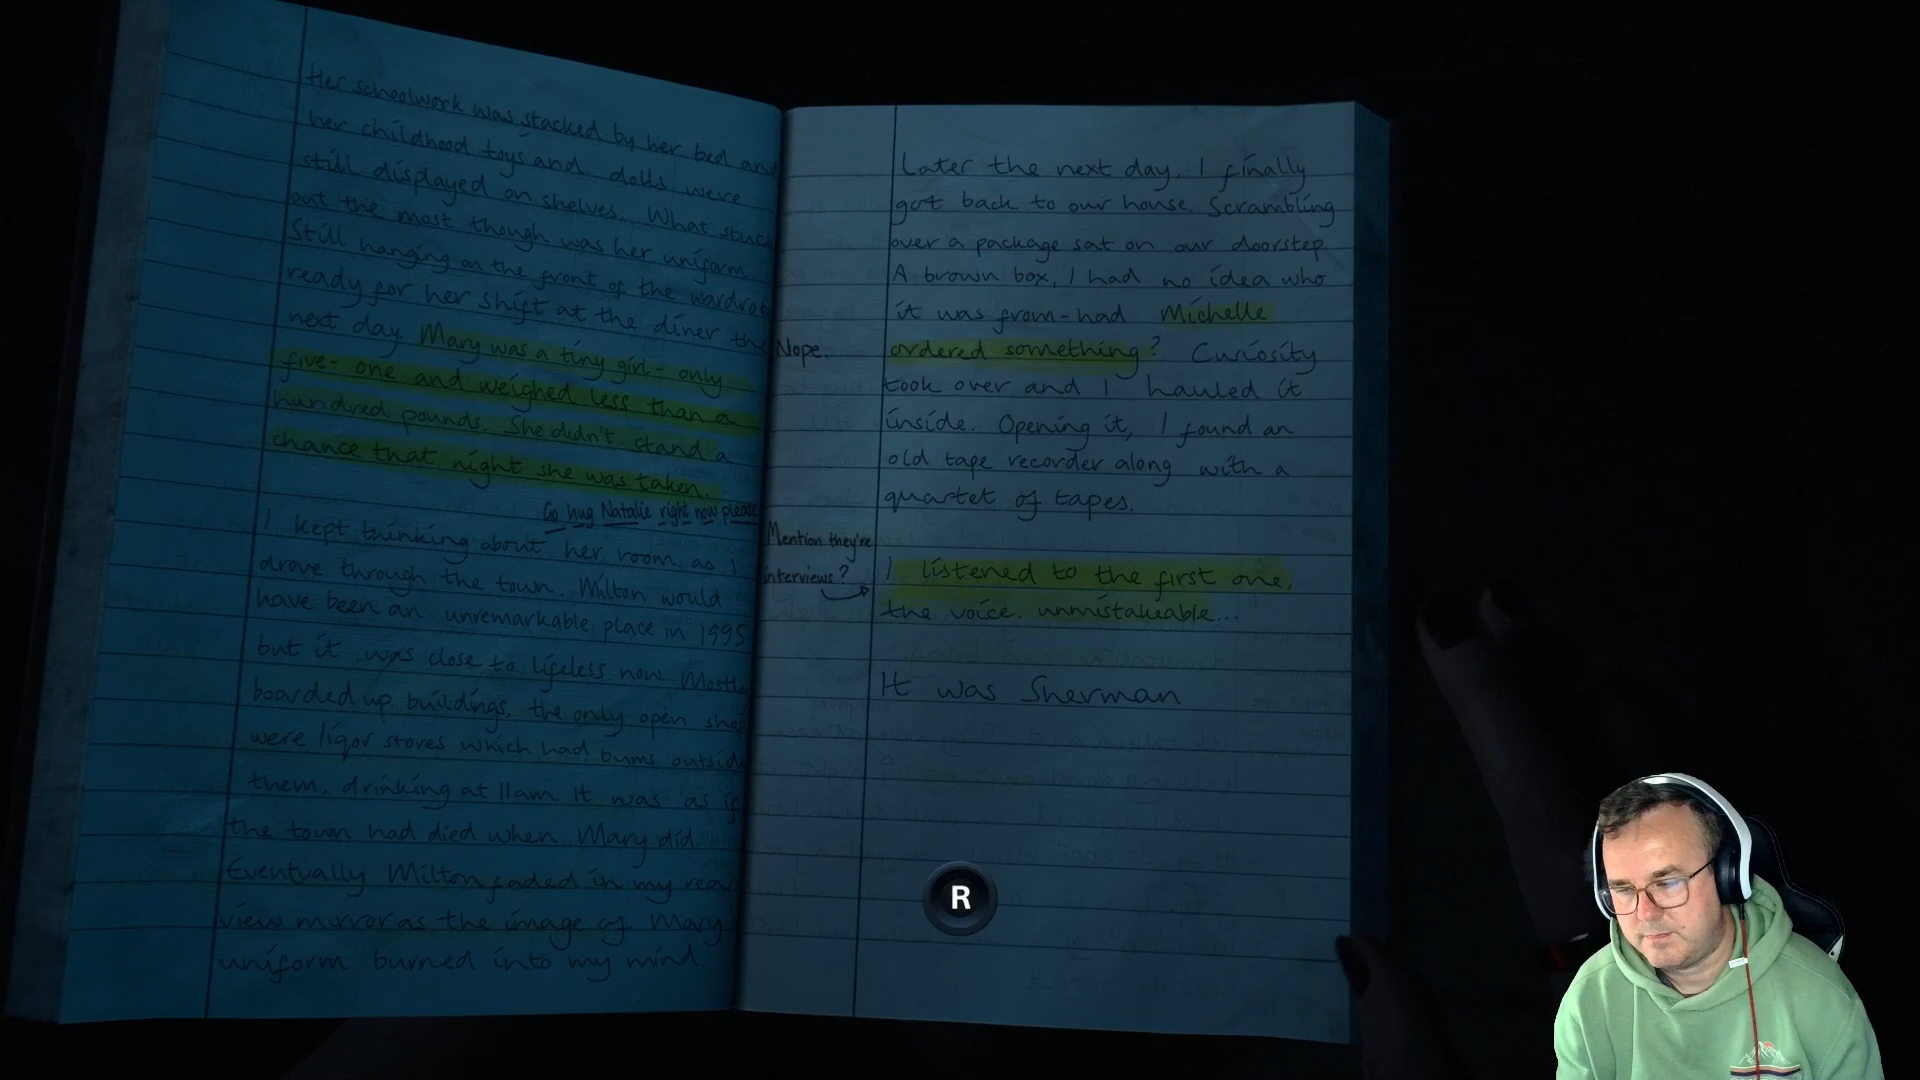 Her schoolwork was stacked by her bed and
her childhood toys and dolls were
still displayed on shelves. What stuck
out the most though was her uniform.
Still hanging on the front of the wardrobe
ready for her shift at the diner the
next day. Mary was a tiny girl - only
five-one and weighed less than a
hundred pounds. She didn't stand a
chance that night she was taken.
Go hug Natalie right now please
I kept thinking about her room as I
drove through the town. Milton would
have been an unremarkable place in 1995
but it was close to lifeless now. Mostly
boarded up buildings, the only open shops
were liqor stores which had bums outside
them, drinking at 11am. It was as if
the town had died when Mary did.
Eventually Milton faded in my rear
view mirror as the image of Mary's
uniform burned into my mind.
Later the next day, I finally
got back to our house. Scrambling
over a package sat on our doorstep.
A brown box, I had no idea who
it was from - had Michelle
Nope.
ordered something? Curiosity
took over and I hauled it
inside. Opening it, I found an
old tape recorder along with a
quartet of tapes.
Mention they're
interviews?
I listened to the first one,
the voice. unmistakeable...
It was Sherman
R